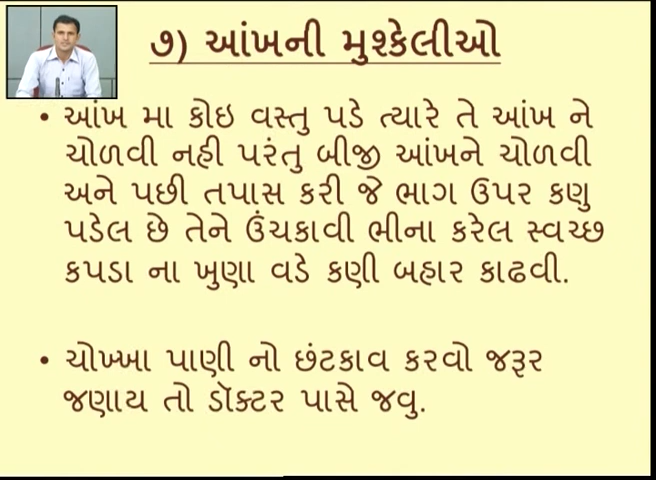 ૭) આંખની મુશ્કેલીઓ
• આંખ મા કોઇ વસ્તુ પડે ત્યારે તે આંખ ને
ચોળવી નહી પરંતુ બીજી આંખને ચોળવી
અને પછી તપાસ કરી જે ભાગ ઉપર કણુ
પડેલ છે તેને ઉંચકાવી ભીના કરેલ સ્વચ્છ
કપડા ના ખુણા વડે કણી બહાર કાઢવી.
• ચોખ્ખા પાણી નો છંટકાવ કરવો જરૂર
જણાય તો ડૉક્ટર પાસે જવુ.